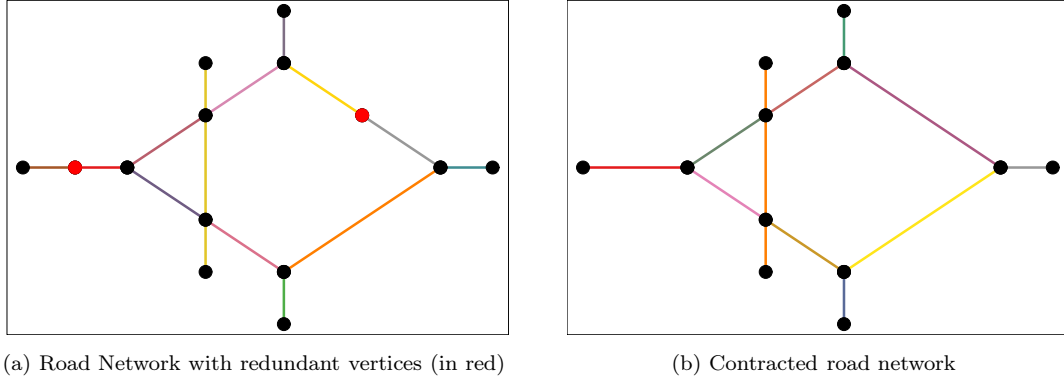 (a) Road Network with redundant vertices (in red)
(b) Contracted road network